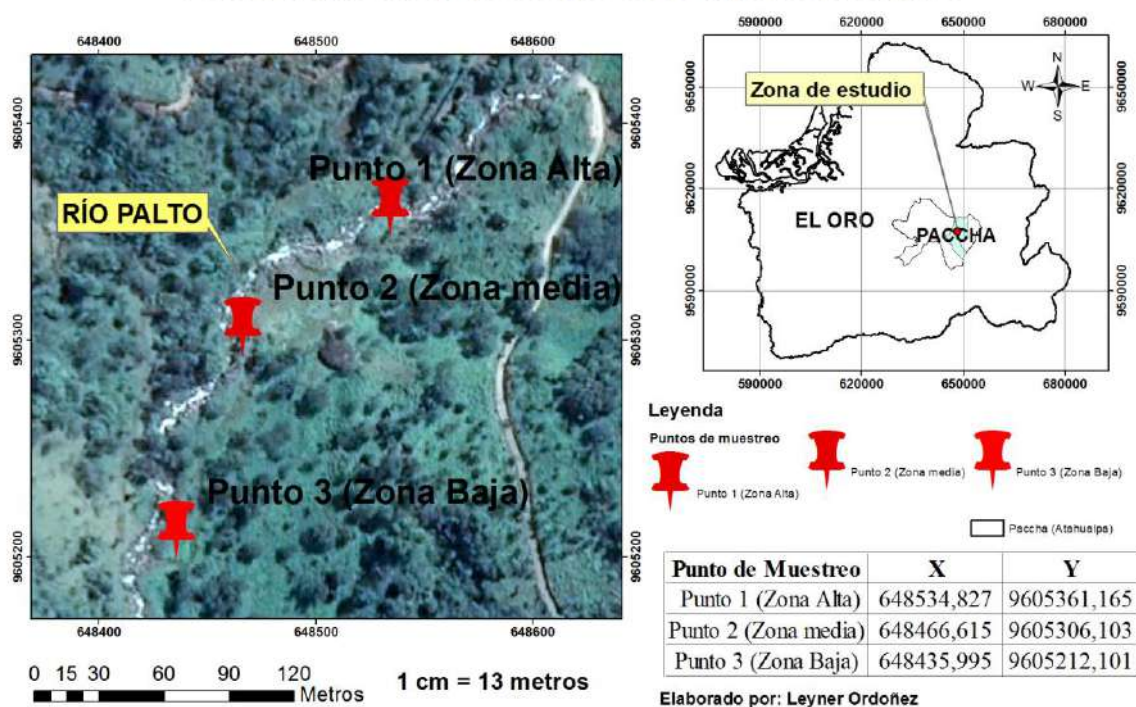 648400 648500 648600
9605400
9605300
9605200
9605400
9605300
9605200
Punto 1 (Zona Alta)
RÍO PALTO
Punto 2 (Zona media)
Punto 3 (Zona Baja)
648400 648500 648600
0 15 30 60 90 120
Metros
1 cm = 13 metros
590000 620000 650000 680000
9650000
9620000
9590000
9650000
9620000
9590000
Zona de estudio
N
W E
S
EL ORO
PACCHA
590000 620000 650000 680000
Leyenda
Puntos de muestreo
Punto 1 (Zona Alta)
Punto 2 (Zona media)
Punto 3 (Zona Baja)
Paccha (Atahualpa)
Punto de Muestreo X Y
Punto 1 (Zona Alta) 648534,827 9605361,165
Punto 2 (Zona media) 648466,615 9605306,103
Punto 3 (Zona Baja) 648435,995 9605212,101
Elaborado por: Leyner Ordoñez